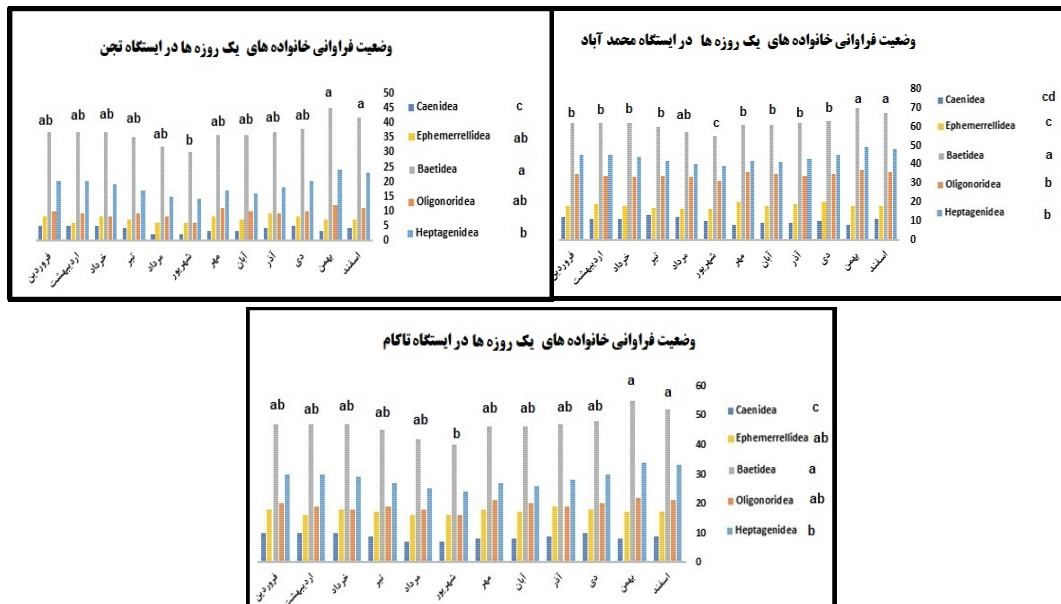 وضعیت فراوانی خانواده های یک روزه ها در ایستگاه تجن
ab ab ab ab ab b ab ab ab ab a a
50
45
40
35
30
25
20
15
10
5
0
Caenidea c
Ephemerrellidea ab
Baetidea a
Oligonoridea ab
Heptagenidea b
فروردین اردیبهشت خرداد تیر مرداد شهریور مهر آبان آذر دی بهمن اسفند
وضعیت فراوانی خانواده های یک روزه ها در ایستگاه محمد آباد
b b b b ab c b b b b a a
80
70
60
50
40
30
20
10
0
Caenidea cd
Ephemerrellidea c
Baetidea a
Oligonoridea b
Heptagenidea b
فروردین اردیبهشت خرداد تیر مرداد شهریور مهر آبان آذر دی بهمن اسفند
وضعیت فراوانی خانواده های یک روزه ها در ایستگاه تاکام
ab ab ab ab ab b ab ab ab ab a a
60
50
40
30
20
10
0
Caenidea c
Ephemerrellidea ab
Baetidea a
Oligonoridea ab
Heptagenidea b
فروردین اردیبهشت خرداد تیر مرداد شهریور مهر آبان آذر دی بهمن اسفند